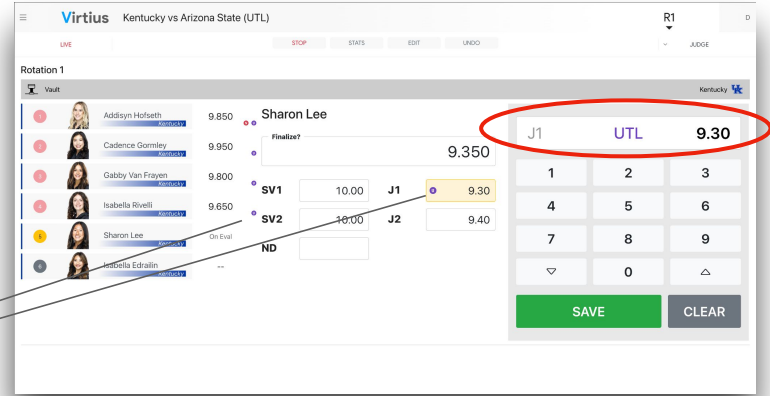 Virtius Kentucky vs Arizona State (UTL) R1 D
LIVE STOP STATS EDIT UNDO JUDGE
Rotation 1
Vault Kentucky
1 Addisyn Hofseth 9.850
Kentucky
2 Cadence Gormley 9.950
Kentucky
3 Gabby Van Frayen 9.800
Kentucky
4 Isabella Rivelli 9.650
Kentucky
5 Sharon Lee On Eval
Kentucky
6 Isabella Edrailin --
Kentucky
Sharon Lee
Finalize?
9.350
SV1 10.00 J1 9.30
SV2 10.00 J2 9.40
ND
J1 UTL 9.30
1 2 3
4 5 6
7 8 9
0
SAVE CLEAR